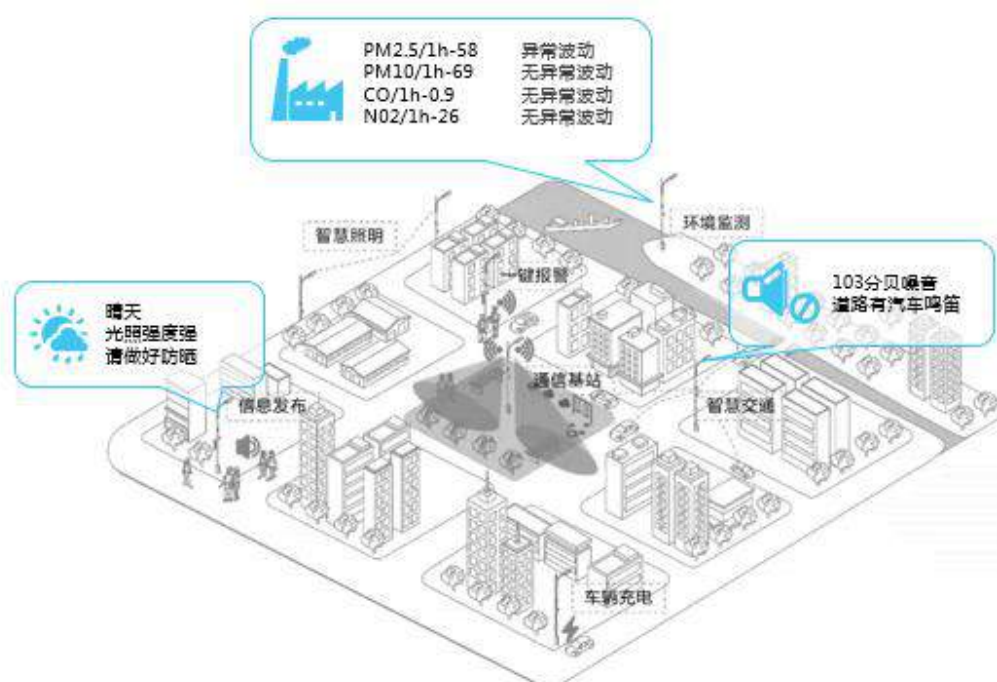 PM2.5/1h-58 异常波动
PM10/1h-69 无异常波动
CO/1h-0.9 无异常波动
N02/1h-26 无异常波动
智慧照明
环境监测
一键报警
103分贝噪音
道路有汽车鸣笛
晴天
光照强度强
请做好防晒
通信基站
信息发布
智慧交通
车辆充电